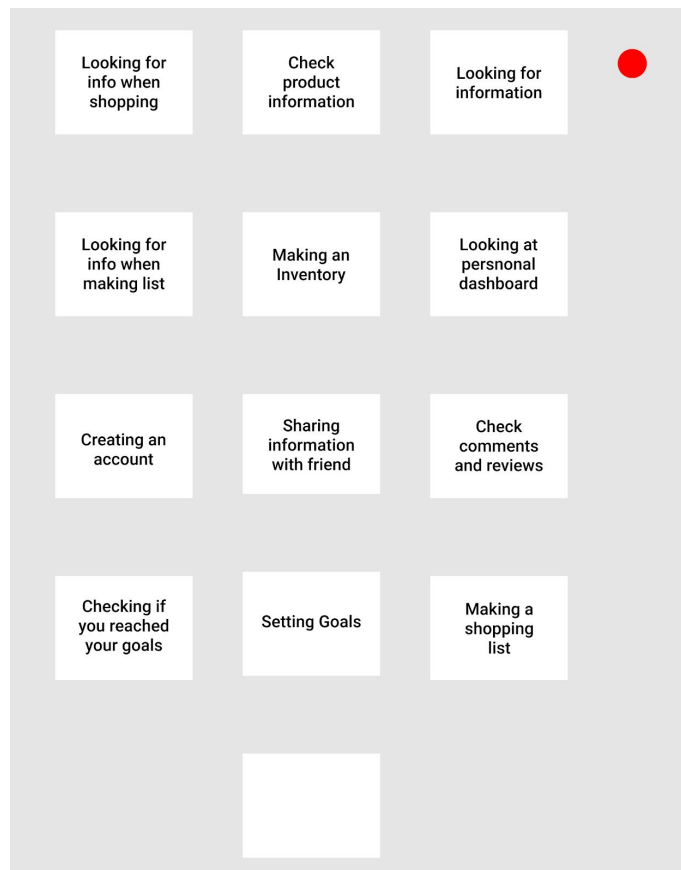 Looking for
info when
shopping
Check
product
information
Looking for
information
Looking for
info when
making list
Making an
Inventory
Looking at
persnonal
dashboard
Creating an
account
Sharing
information
with friend
Check
comments
and reviews
Checking if
you reached
your goals
Setting Goals
Making a
shopping
list